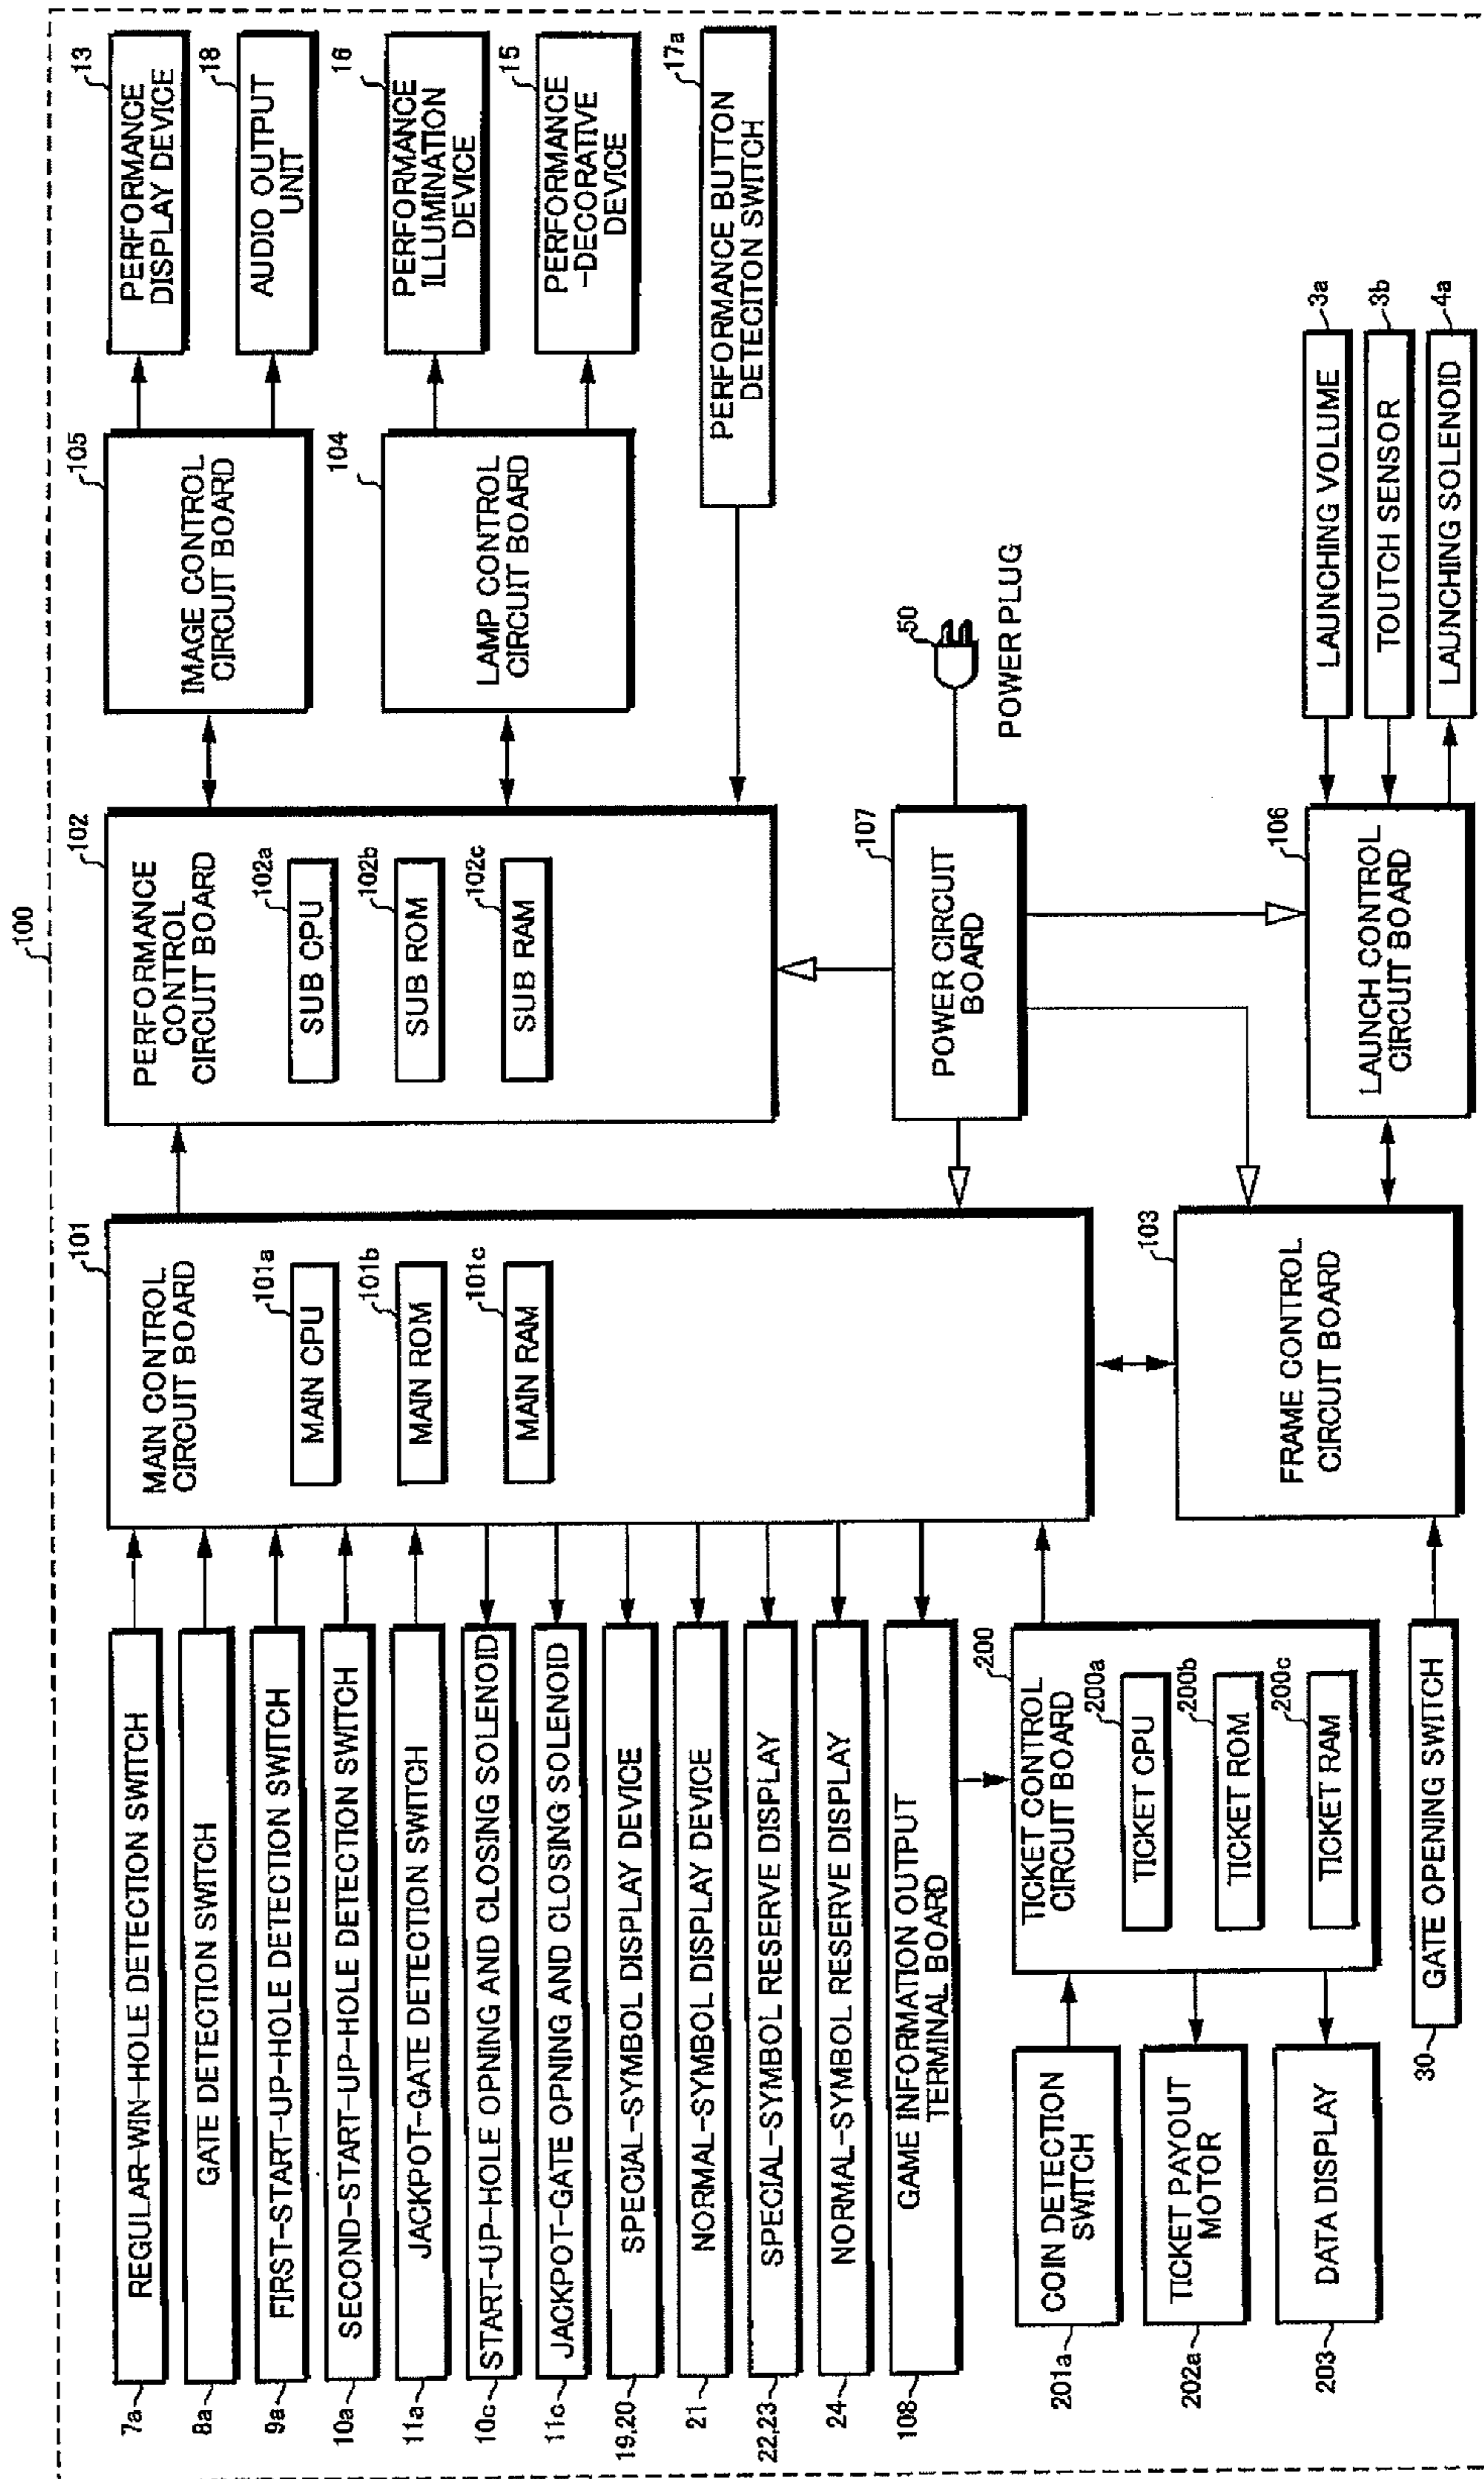 100
7a
REGULAR-WIN-HOLE DETECTION SWITCH
8a
GATE DETECTION SWITCH
9a
FIRST-START-UP-HOLE DETECTION SWITCH
10a
SECOND-START-UP-HOLE DETECTION SWITCH
11a
JACKPOT-GATE DETECTION SWITCH
10c
START-UP-HOLE OPNING AND CLOSING SOLENOID
11c
JACKPOT-GATE OPNING AND CLOSING SOLENOID
19,20
SPECIAL-SYMBOL DISPLAY DEVICE
21
NORMAL-SYMBOL DISPLAY DEVICE
22,23
SPECIAL-SYMBOL RESERVE DISPLAY
24
NORMAL-SYMBOL RESERVE DISPLAY
108
GAME INFORMATION OUTPUT
TERMINAL BOARD
201a
COIN DETECTION
SWITCH
202a
TICKET PAYOUT
MOTOR
203
DATA DISPLAY
200
TICKET CONTROL
CIRCUIT BOARD
200a
TICKET CPU
200b
TICKET ROM
200c
TICKET RAM
30
GATE OPENING SWITCH
101
MAIN CONTROL
CIRCUIT BOARD
101a
MAIN CPU
101b
MAIN ROM
101c
MAIN RAM
103
FRAME CONTROL
CIRCUIT BOARD
102
PERFORMANCE
CONTROL
CIRCUIT BOARD
102a
SUB CPU
102b
SUB ROM
102c
SUB RAM
107
POWER CIRCUIT
BOARD
50
POWER PLUG
106
LAUNCH CONTROL
CIRCUIT BOARD
105
IMAGE CONTROL
CIRCUIT BOARD
104
LAMP CONTROL
CIRCUIT BOARD
13
PERFORMANCE
DISPLAY DEVICE
18
AUDIO OUTPUT
UNIT
16
PERFORMANCE
ILLUMINATION
DEVICE
15
PERFORMANCE
-DECORATIVE
DEVICE
17a
PERFORMANCE BUTTON
DETECITON SWITCH
3a
LAUNCHING VOLUME
3b
TOUTCH SENSOR
4a
LAUNCHING SOLENOID